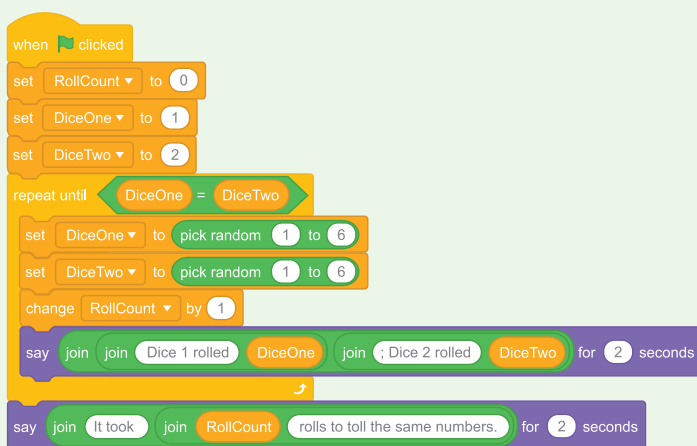 when clicked
set RollCount to 0
set DiceOne to 1
set DiceTwo to 2
repeat until DiceOne = DiceTwo
set DiceOne to pick random 1 to 6
set DiceTwo to pick random 1 to 6
change RollCount by 1
say join join Dice 1 rolled DiceOne join ; Dice 2 rolled DiceTwo for 2 seconds
say join It took join RollCount rolls to toll the same numbers. for 2 seconds